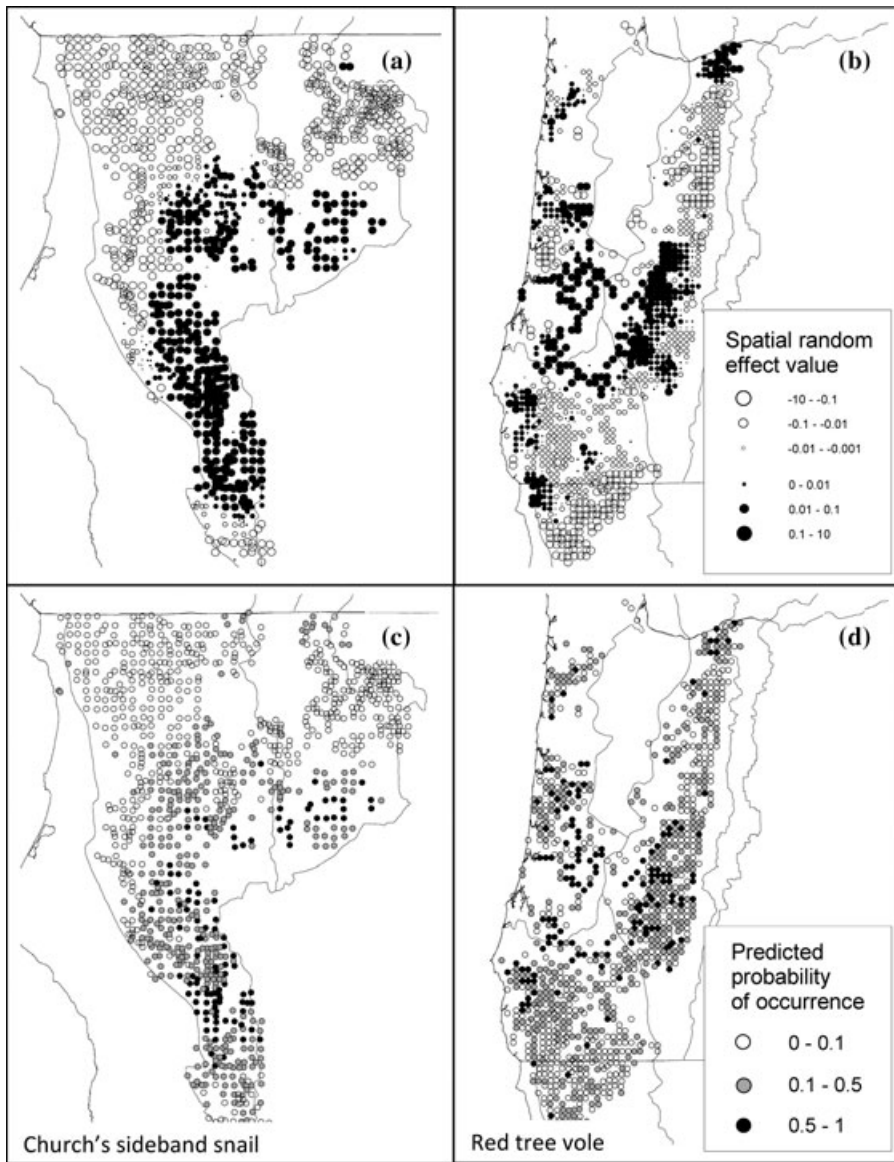 (a)
(b)
Spatial random
effect value
-10 - -0.1
-0.1 - -0.01
-0.01 - -0.001
0 - 0.01
0.01 - 0.1
0.1 - 10
(c)
(d)
Predicted
probability
of occurrence
0 - 0.1
0.1 - 0.5
0.5 - 1
Church's sideband snail
Red tree vole